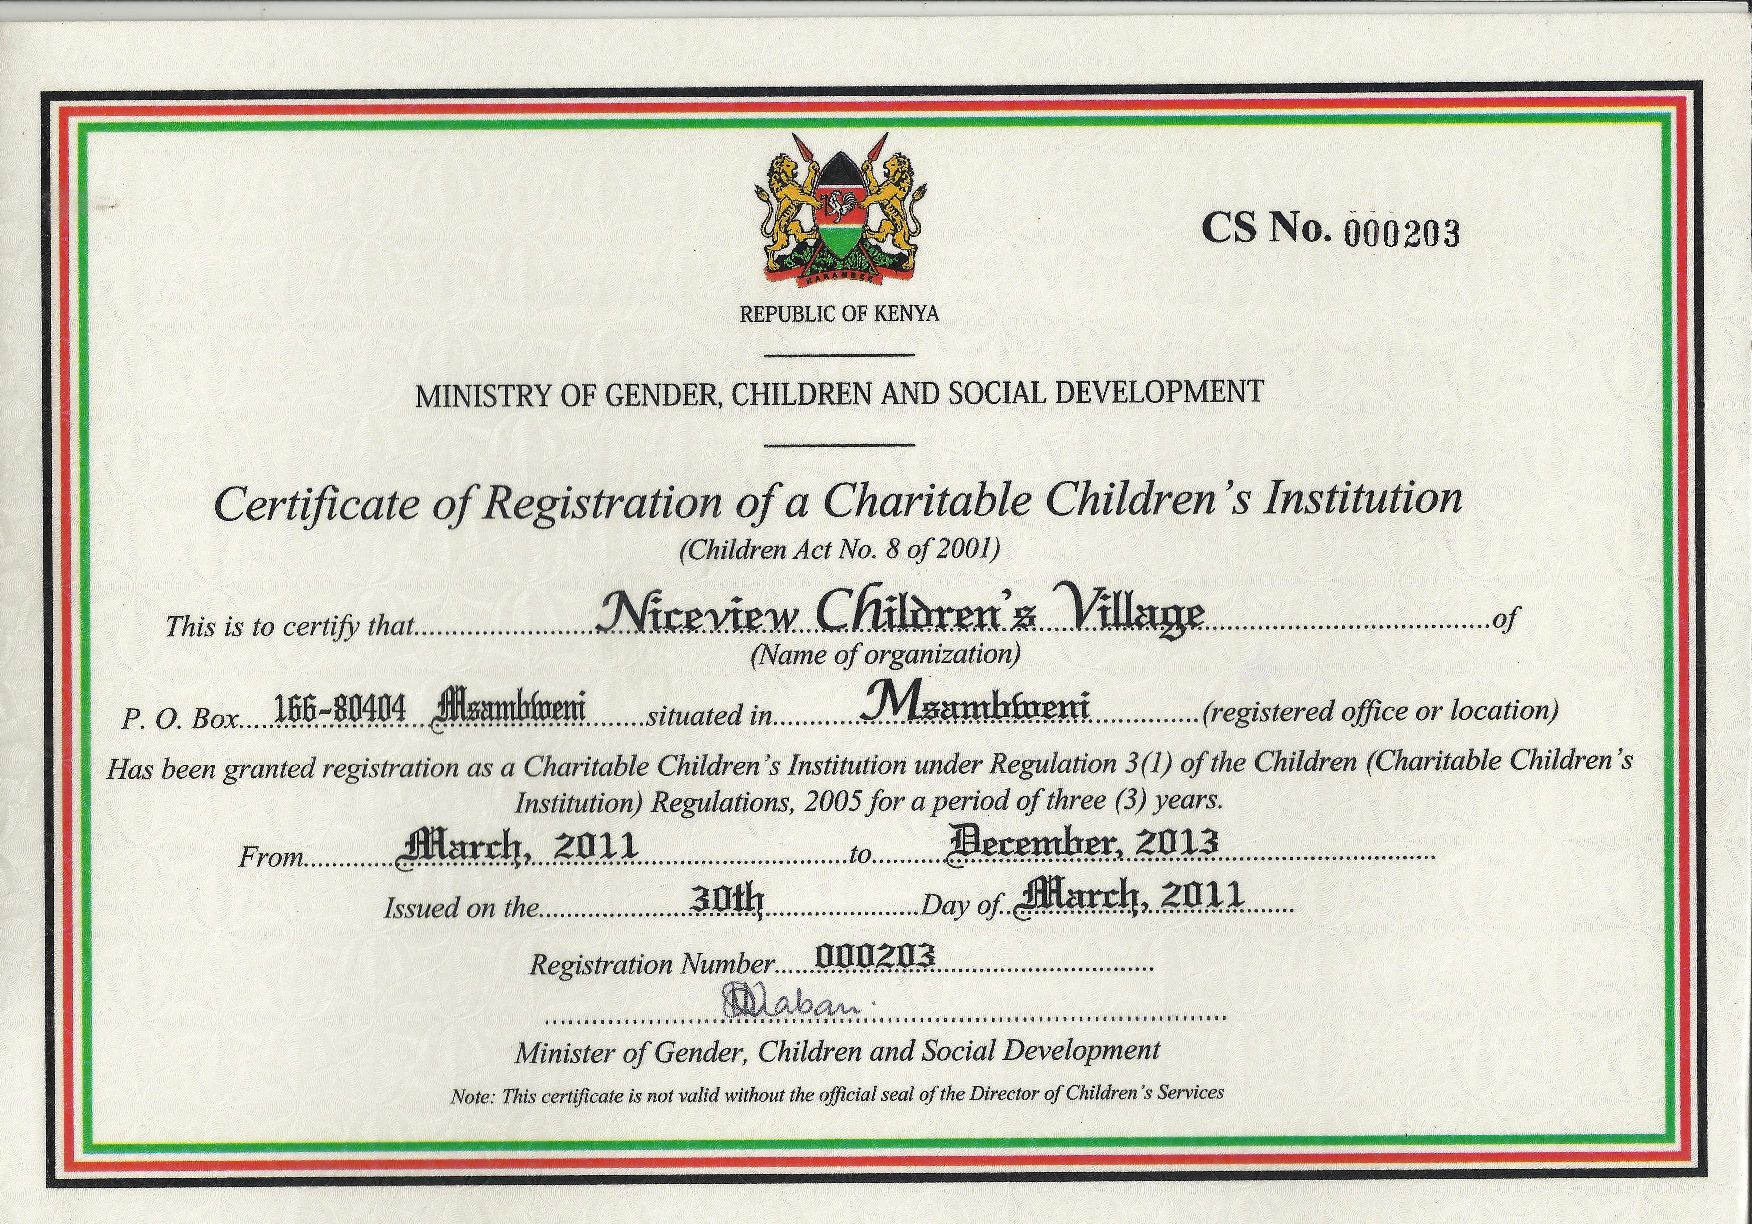 HARAMBEE
CS No. 000203
REPUBLIC OF KENYA
MINISTRY OF GENDER, CHILDREN AND SOCIAL DEVELOPMENT
Certificate of Registration of a Charitable Children's Institution
(Children Act No. 8 of 2001)
This is to certify that Niceview Children's Village of
(Name of organization)
P. O. Box 166-80404 Msambweni situated in Msambweni (registered office or location)
Has been granted registration as a Charitable Children's Institution under Regulation 3(1) of the Children (Charitable Children's
Institution) Regulations, 2005 for a period of three (3) years.
From March, 2011 to December, 2013
Issued on the 30th Day of March, 2011
Registration Number 000203
Minister of Gender, Children and Social Development
Note: This certificate is not valid without the official seal of the Director of Children's Services